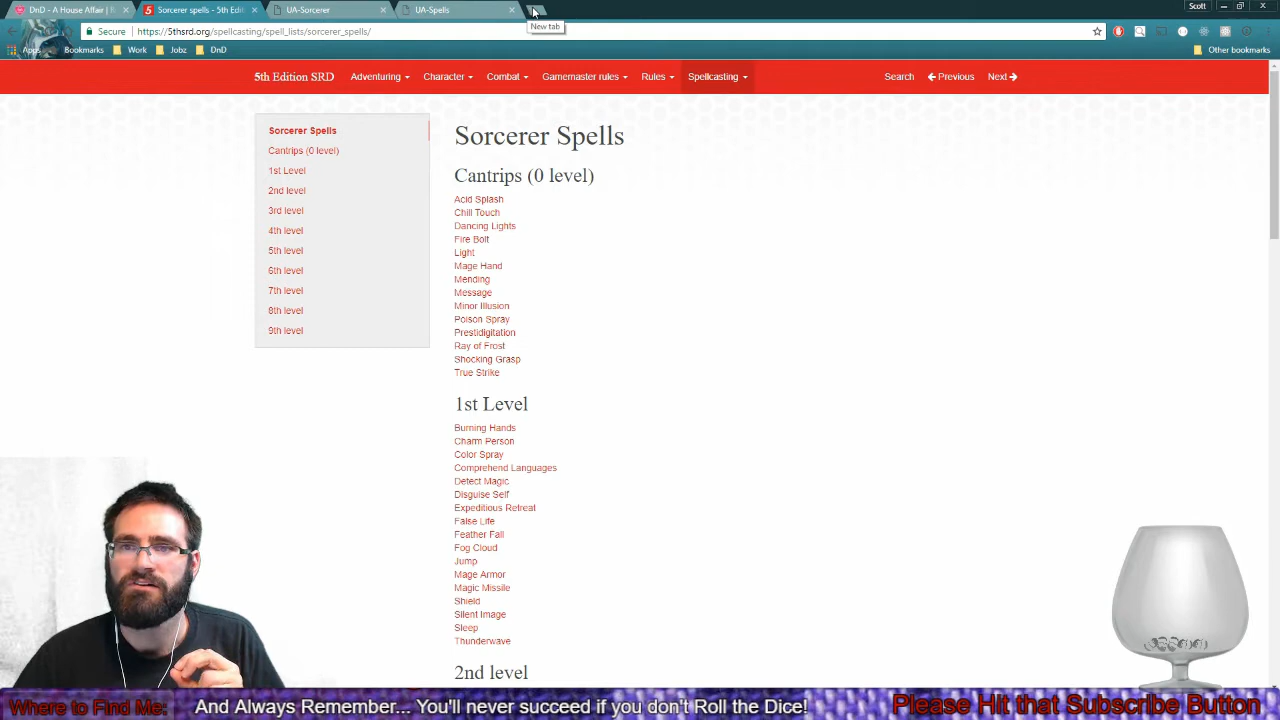 DnD - A House Affair |
Sorcerer spells - 5th Edit
UA-Sorcerer
UA-Spells
Scott
New tab
Secure
https://5thsrd.org/spellcasting/spell_lists/sorcerer_spells/
Apps
Bookmarks
Work
Jobz
DnD
Other bookmarks
5th Edition SRD
Adventuring
Character
Combat
Gamemaster rules
Rules
Spellcasting
Search
Previous
Next
Sorcerer Spells
Cantrips (0 level)
1st Level
2nd level
3rd level
4th level
5th level
6th level
7th level
8th level
9th level
Sorcerer Spells
Cantrips (0 level)
Acid Splash
Chill Touch
Dancing Lights
Fire Bolt
Light
Mage Hand
Mending
Message
Minor Illusion
Poison Spray
Prestidigitation
Ray of Frost
Shocking Grasp
True Strike
1st Level
Burning Hands
Charm Person
Color Spray
Comprehend Languages
Detect Magic
Disguise Self
Expeditious Retreat
False Life
Feather Fall
Fog Cloud
Jump
Mage Armor
Magic Missile
Shield
Silent Image
Sleep
Thunderwave
2nd level
Where to Find Me:
And Always Remember... You'll never succeed if you don't Roll the Dice!
Please Hit that Subscribe Button